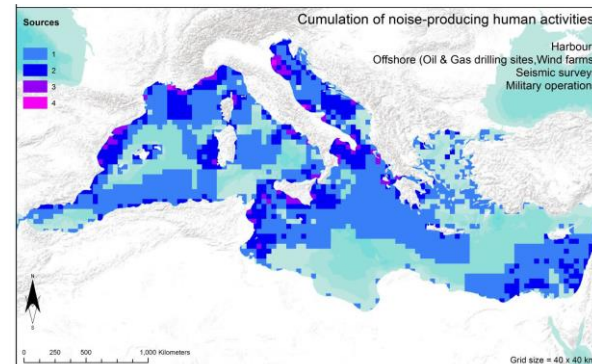 Cumulation of noise-producing human activities
Harbour
Offshore (Oil & Gas drilling sites,Wind farms
Seismic survey
Military operation
Sources
1
2
3
4
N
S
0 250 500 1,000 Kilometers
Grid size = 40 x 40 km